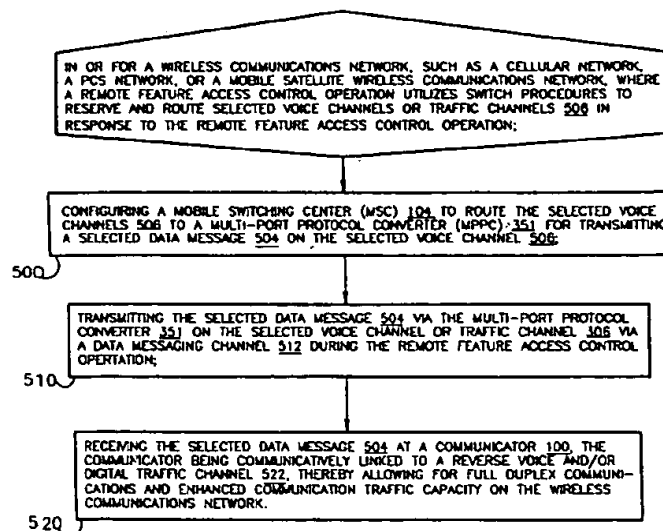 IN OR FOR A WIRELESS COMMUNICATIONS NETWORK, SUCH AS A CELLULAR NETWORK,
A PCS NETWORK, OR A MOBILE SATELLITE WIRELESS COMMUNICATIONS NETWORK, WHERE
A REMOTE FEATURE ACCESS CONTROL OPERATION UTILIZES SWITCH PROCEDURES TO
RESERVE AND ROUTE SELECTED VOICE CHANNELS OR TRAFFIC CHANNELS 506 IN
RESPONSE TO THE REMOTE FEATURE ACCESS CONTROL OPERATION;
CONFIGUIRING A MOBILE SWITCHING CENTER (MSC) 104 TO ROUTE THE SELECTED VOICE
CHANNELS 506 TO A MULTI-PORT PROTOCOL CONVERTER (MPPC) 351 FOR TRANSMITTING
A SELECTED DATA MESSAGE 504 ON THE SELECTED VOICE CHANNEL 506;
500
TRANSMITTING THE SELECTED DATA MESSAGE 504 VIA THE MULTI-PORT PROTOCOL
CONVERTER 351 ON THE SELECTED VOICE CHANNEL OR TRAFFIC CHANNEL 306 VIA
A DATA MESSAGING CHANNEL 512 DURING THE REMOTE FEATURE ACCESS CONTROL
OPERTATION;
510
RECEIVING THE SELECTED DATA MESSAGE 504 AT A COMMUNICATOR 100, THE
COMMUNICATOR BEING COMMUNICATIVELY LINKED TO A REVERSE VOICE AND/OR
DIGITAL TRAFFIC CHANNEL 522, THEREBY ALLOWING FOR FULL DUPLEX COMMUNI-
CATIONS AND ENHANCED COMMUNICATION TRAFFIC CAPACITY ON THE WIRELESS
COMMUNICATIONS NETWORK.
520